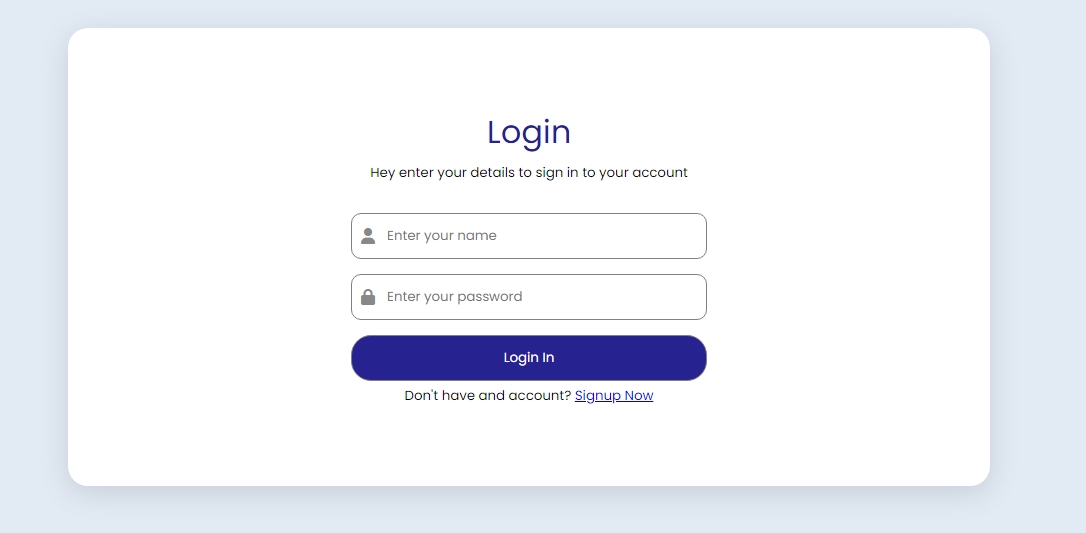 Login
Hey enter your details to sign in to your account
Enter your name
Enter your password
Login In
Don't have and account? Signup Now